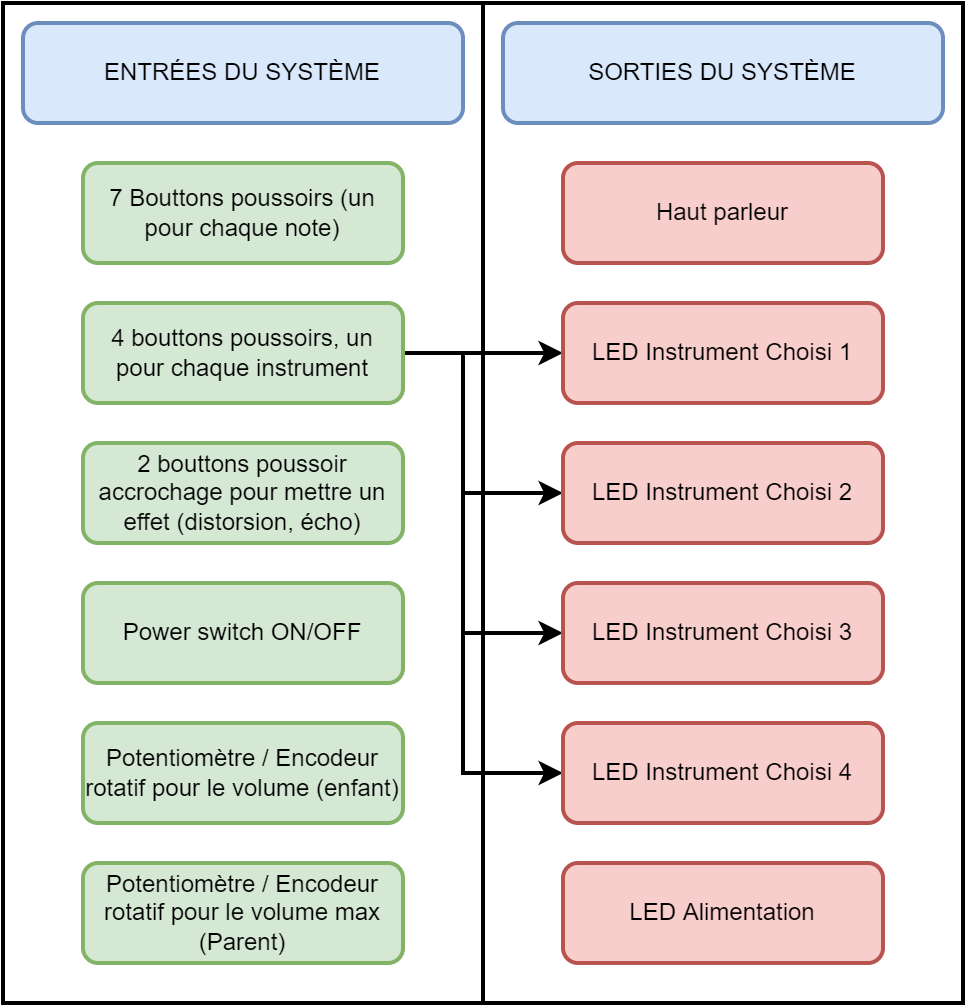 ENTRÉES DU SYSTÈME
SORTIES DU SYSTÈME
7 Bouttons poussoirs (un
pour chaque note)
Haut parleur
4 bouttons poussoirs, un
pour chaque instrument
LED Instrument Choisi 1
2 bouttons poussoir
accrochage pour mettre un
effet (distorsion, écho)
LED Instrument Choisi 2
Power switch ON/OFF
LED Instrument Choisi 3
Potentiomètre / Encodeur
rotatif pour le volume (enfant)
LED Instrument Choisi 4
Potentiomètre / Encodeur
rotatif pour le volume max
(Parent)
LED Alimentation